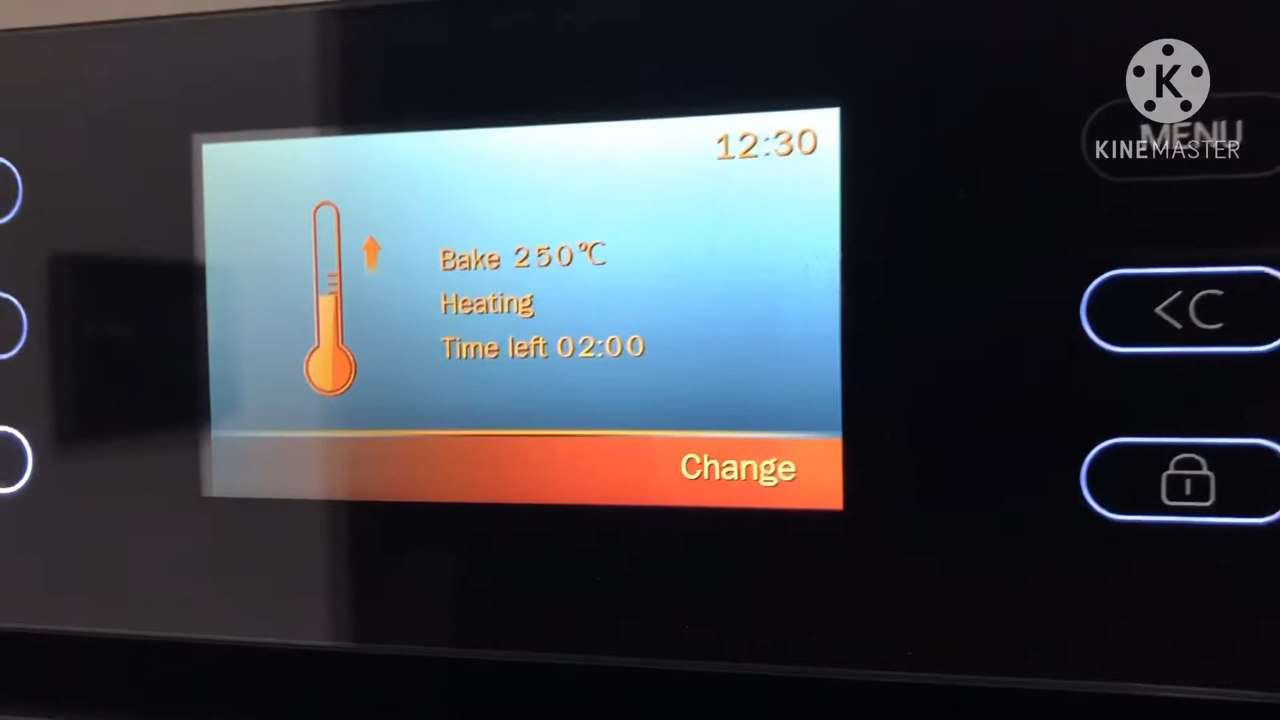 12:30
Bake 250℃
Heating
Time left 02:00
Change
K
KINEMASTER
MENU
<C